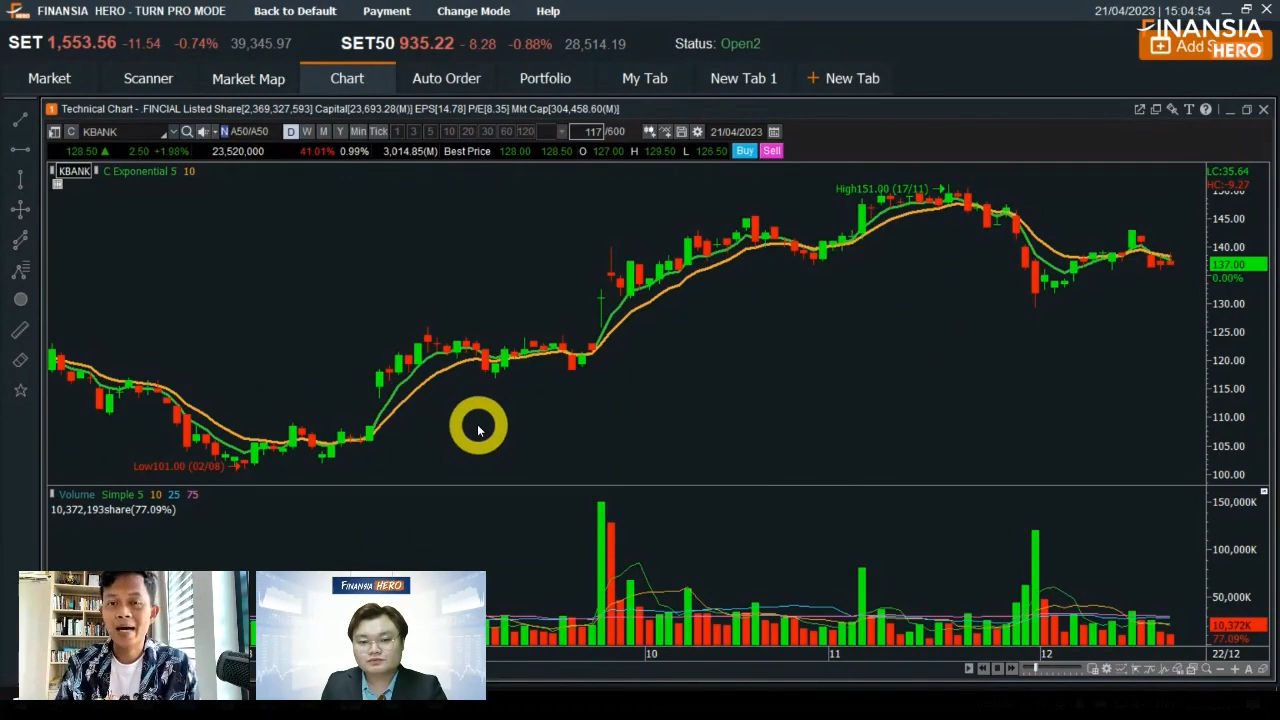 FINANSIA HERO - TURN PRO MODE Back to Default Payment Change Mode Help 21/04/2023 | 15:04:54
SET 1,553.56 -11.54 -0.74% 39,345.97 SET50 935.22 - 8.28 -0.88% 28,514.19 Status: Open2
FINANSIA
HERO
Market Scanner Market Map Chart Auto Order Portfolio My Tab New Tab 1 + New Tab
1 Technical Chart - .FINCIAL Listed Share[2,369,327,593] Capital[23,693.28(M)] EPS[14.78] P/E[8.35] Mkt Cap[304,458.60(M)]
C KBANK N A50/A50 D W M Y Min Tick 1 3 5 10 20 30 60 120 117 /600 21/04/2023
128.50 ▲ 2.50 +1.98% 23,520,000 41.01% 0.99% 3,014.85(M) Best Price 128.00 128.50 O 127.00 H 129.50 L 126.50 Buy Sell
KBANK C Exponential 5 10 LC:35.64
HC:-9.27
High151.00 (17/11)
150.00
145.00
140.00
137.00
0.00%
130.00
125.00
120.00
115.00
110.00
105.00
Low101.00 (02/08)
100.00
Volume Simple 5 10 25 75
10,372,193share(77.09%)
150,000K
100,000K
50,000K
10,372K
77.09%
10 11 12 22/12
FINANSIA HERO